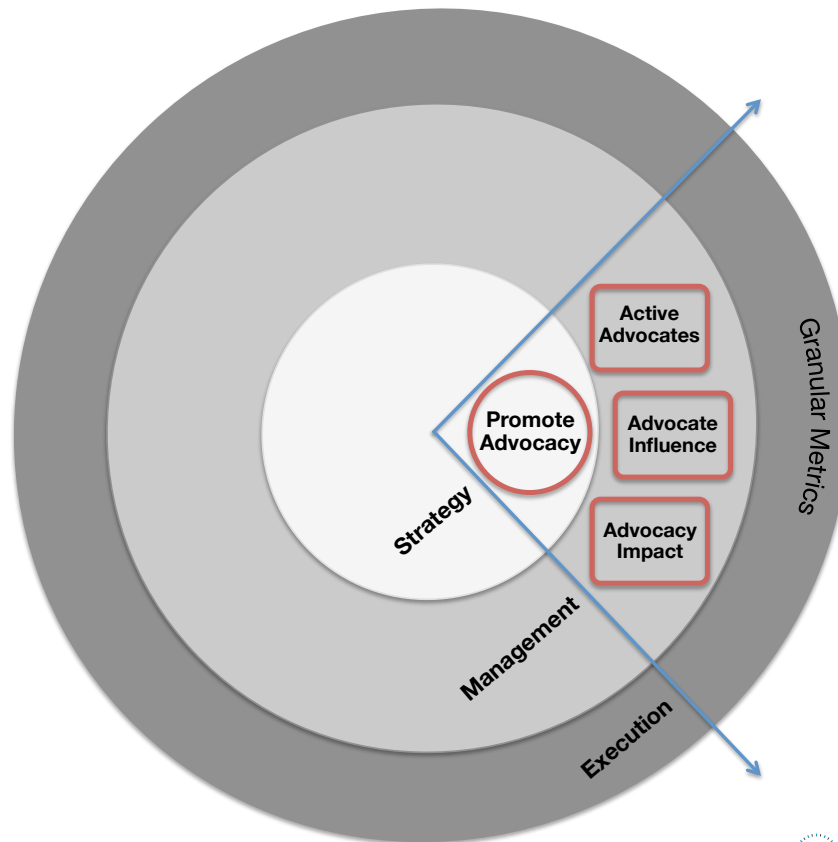 Active
Advocates
Promote
Advocacy
Advocate
Influence
Advocacy
Impact
Granular Metrics
Strategy
Management
Execution